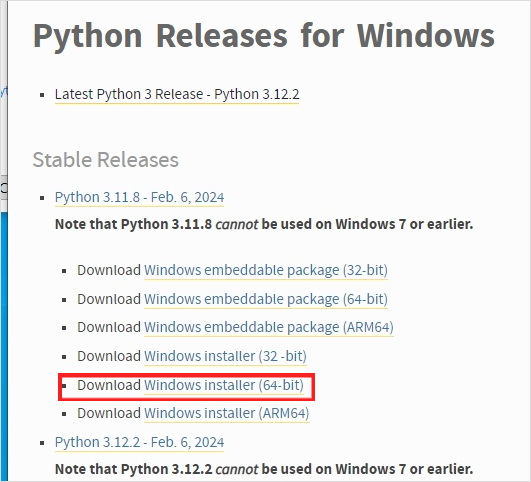 Python Releases for Windows
Latest Python 3 Release - Python 3.12.2
Stable Releases
Python 3.11.8 - Feb. 6, 2024
Note that Python 3.11.8 cannot be used on Windows 7 or earlier.
Download Windows embeddable package (32-bit)
Download Windows embeddable package (64-bit)
Download Windows embeddable package (ARM64)
Download Windows installer (32 -bit)
Download Windows installer (64-bit)
Download Windows installer (ARM64)
Python 3.12.2 - Feb. 6, 2024
Note that Python 3.12.2 cannot be used on Windows 7 or earlier.